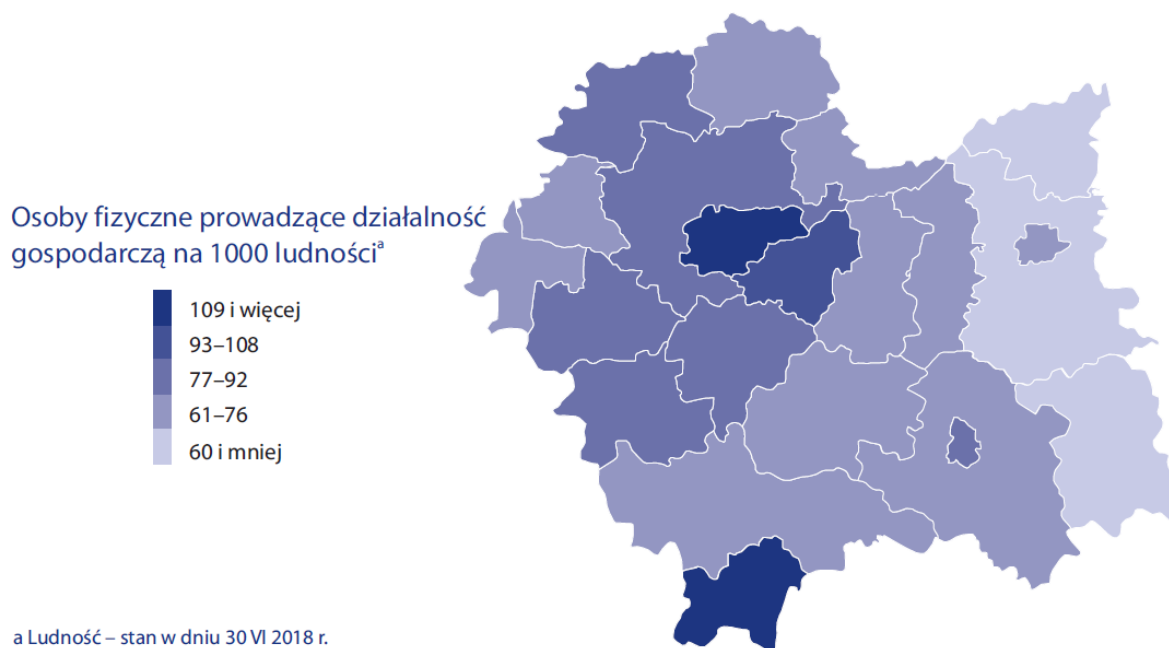 Osoby fizyczne prowadzące działalność
gospodarczą na 1000 ludnościᵃ
109 i więcej
93–108
77–92
61–76
60 i mniej
a Ludność – stan w dniu 30 VI 2018 r.